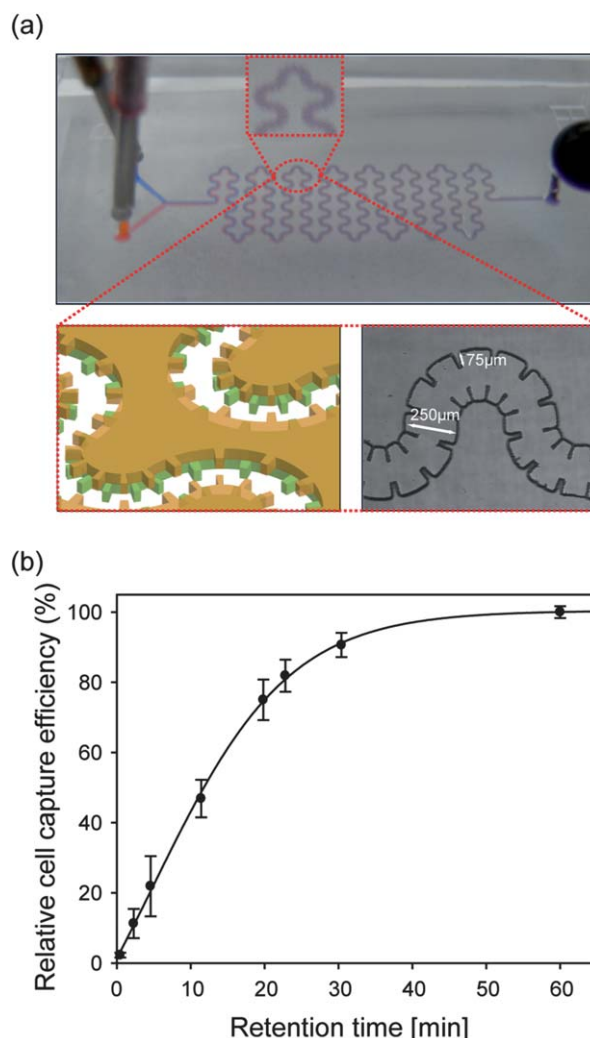 (a)
75µm
250µm
(b)
Relative cell capture efficiency (%)
100
80
60
40
20
0
0 10 20 30 40 50 60
Retention time [min]